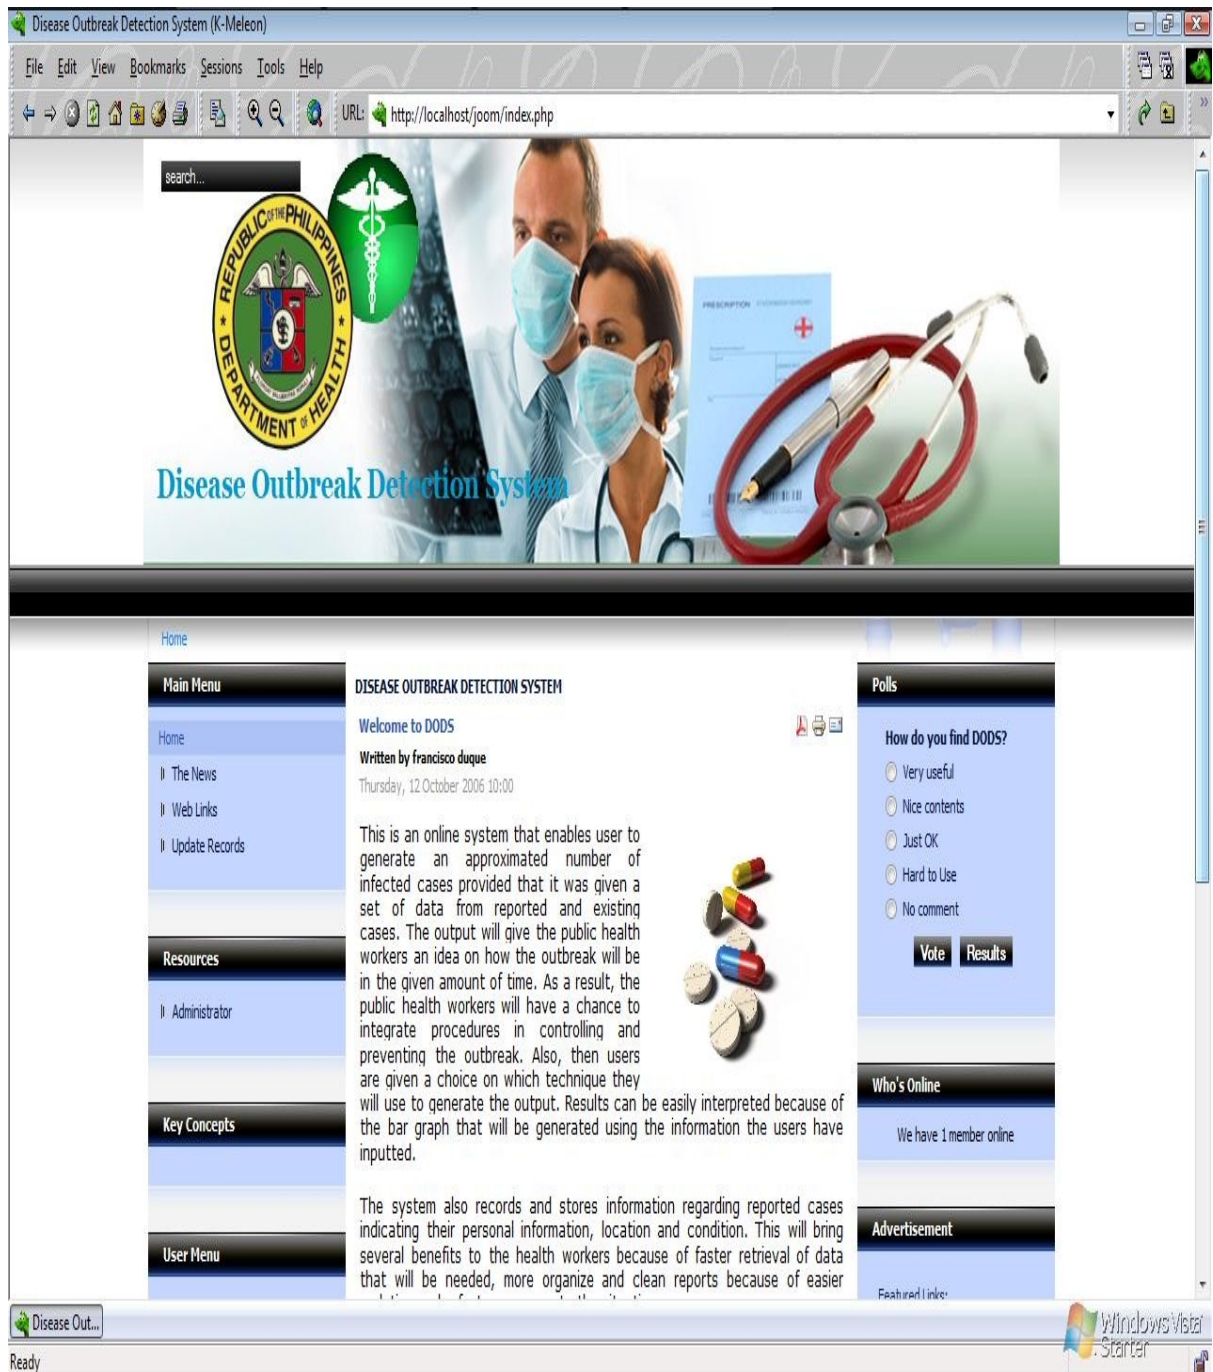 Disease Outbreak Detection System (K-Meleon)
File Edit View Bookmarks Sessions Tools Help
URL: http://localhost/joom/index.php
search...
REPUBLIC OF THE PHILIPPINES
DEPARTMENT OF HEALTH
PRESCRIPTION
Disease Outbreak Detection System
Home
Main Menu
Home
The News
Web Links
Update Records
Resources
Administrator
Key Concepts
User Menu
DISEASE OUTBREAK DETECTION SYSTEM
Welcome to DODS
Written by francisco duque
Thursday, 12 October 2006 10:00
This is an online system that enables user to
generate an approximated number of
infected cases provided that it was given a
set of data from reported and existing
cases. The output will give the public health
workers an idea on how the outbreak will be
in the given amount of time. As a result, the
public health workers will have a chance to
integrate procedures in controlling and
preventing the outbreak. Also, then users
are given a choice on which technique they
will use to generate the output. Results can be easily interpreted because of
the bar graph that will be generated using the information the users have
inputted.
The system also records and stores information regarding reported cases
indicating their personal information, location and condition. This will bring
several benefits to the health workers because of faster retrieval of data
that will be needed, more organize and clean reports because of easier
Polls
How do you find DODS?
Very useful
Nice contents
Just OK
Hard to Use
No comment
Vote Results
Who's Online
We have 1 member online
Advertisement
Featured Links:
Disease Out...
Windows Vista
Starter
Ready